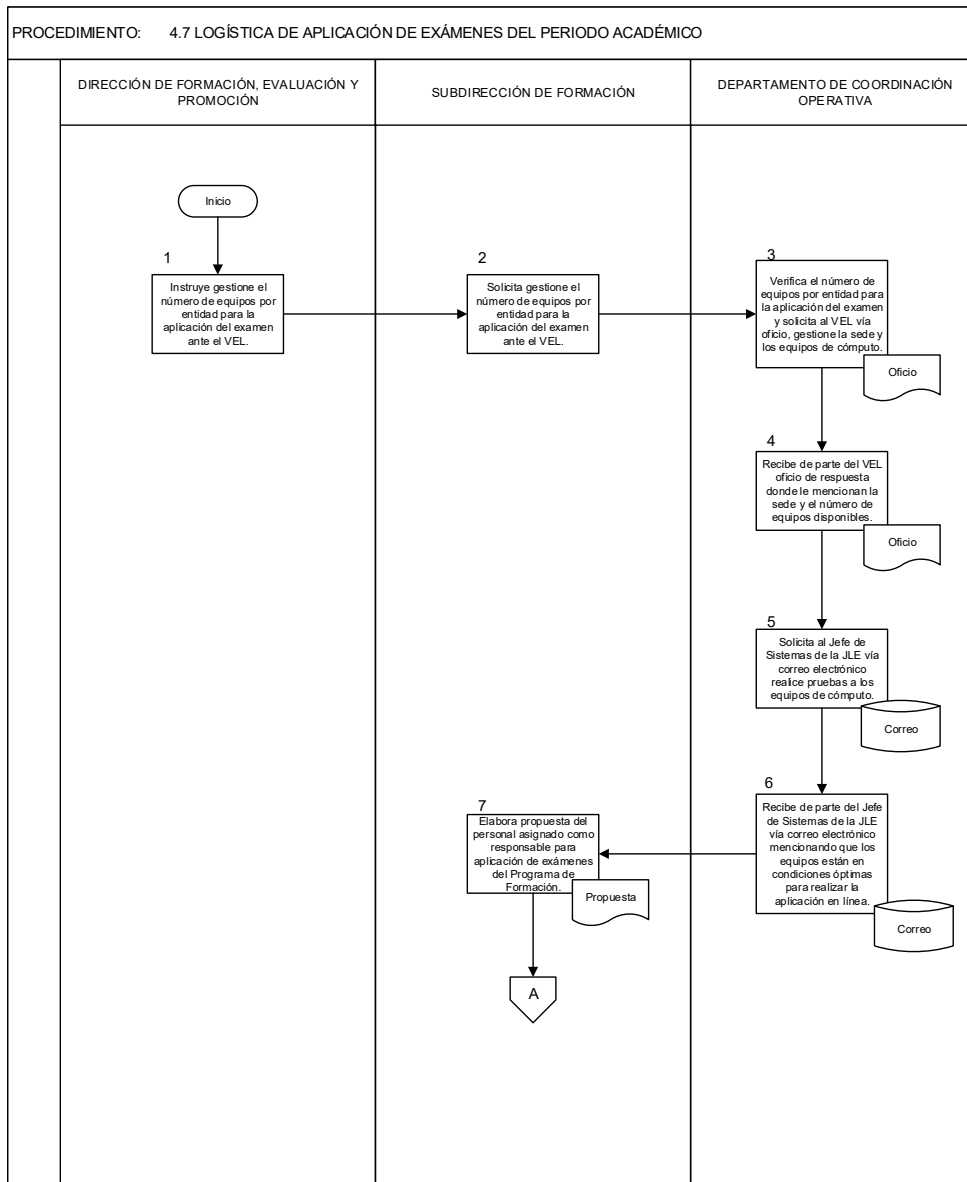 PROCEDIMIENTO: 4.7 LOGÍSTICA DE APLICACIÓN DE EXÁMENES DEL PERIODO ACADÉMICO
DIRECCIÓN DE FORMACIÓN, EVALUACIÓN Y
PROMOCIÓN
SUBDIRECCIÓN DE FORMACIÓN
DEPARTAMENTO DE COORDINACIÓN
OPERATIVA
Inicio
1
Instruye gestione el
número de equipos por
entidad para la
aplicación del examen
ante el VEL.
2
Solicita gestione el
número de equipos por
entidad para la
aplicación del examen
ante el VEL.
3
Verifica el número de
equipos por entidad para
la aplicación del examen
y solicita al VEL vía
oficio, gestione la sede y
los equipos de cómputo.
Oficio
4
Recibe de parte del VEL
oficio de respuesta
donde le mencionan la
sede y el número de
equipos disponibles.
Oficio
5
Solicita al Jefe de
Sistemas de la JLE vía
correo electrónico
realice pruebas a los
equipos de cómputo.
Correo
6
Recibe de parte del Jefe
de Sistemas de la JLE
vía correo electrónico
mencionando que los
equipos están en
condiciones óptimas
para realizar la
aplicación en línea.
Correo
7
Elabora propuesta del
personal asignado como
responsable para
aplicación de exámenes
del Programa de
Formación.
Propuesta
A